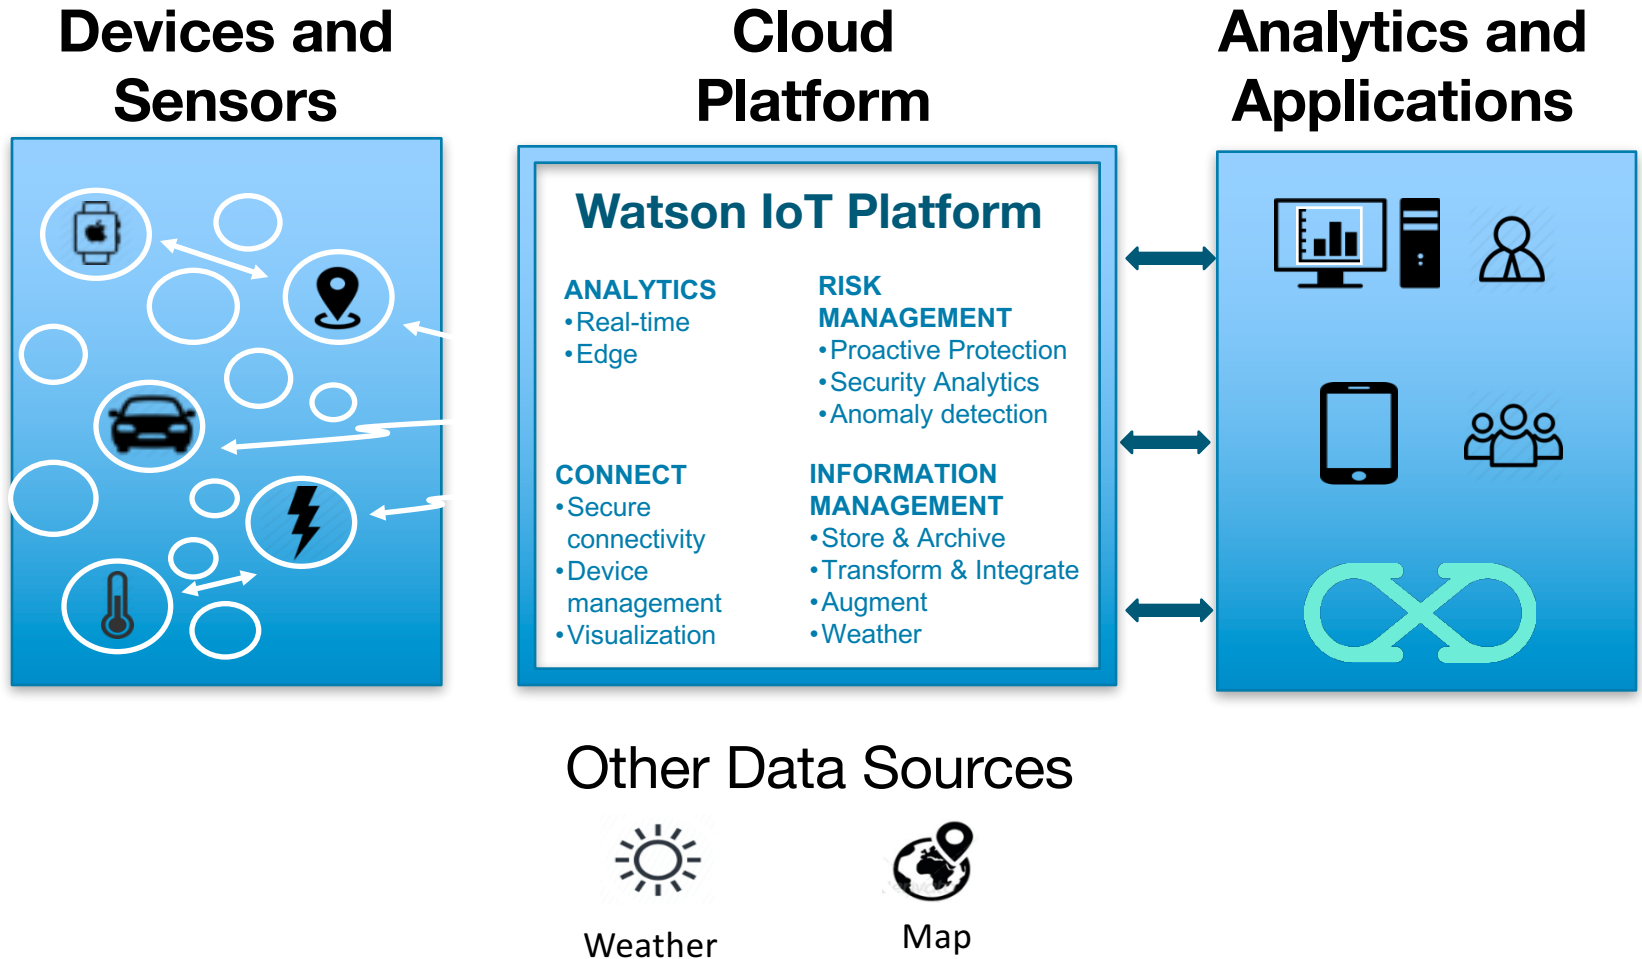 Devices and
Sensors
Cloud
Platform
Analytics and
Applications
Watson IoT Platform
ANALYTICS
•Real-time
•Edge
RISK
MANAGEMENT
•Proactive Protection
•Security Analytics
•Anomaly detection
CONNECT
•Secure
connectivity
•Device
management
•Visualization
INFORMATION
MANAGEMENT
•Store & Archive
•Transform & Integrate
•Augment
•Weather
Other Data Sources
Weather
Map